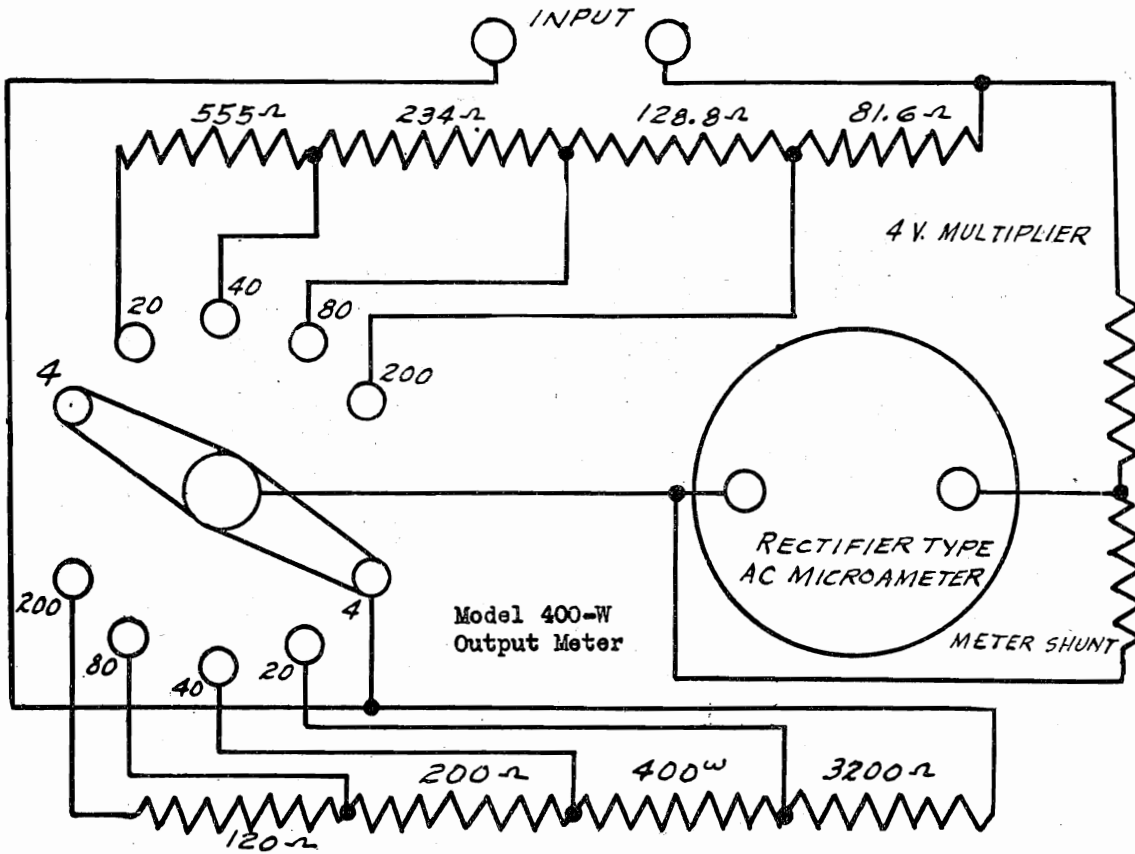 INPUT
555Ω 234Ω 128.8Ω 81.6Ω
4 V. MULTIPLIER
40
20 80
4 200
RECTIFIER TYPE
AC MICROAMETER
200 4
Model 400-W
Output Meter
METER SHUNT
80 40 20
200Ω 400ω 3200Ω
120Ω